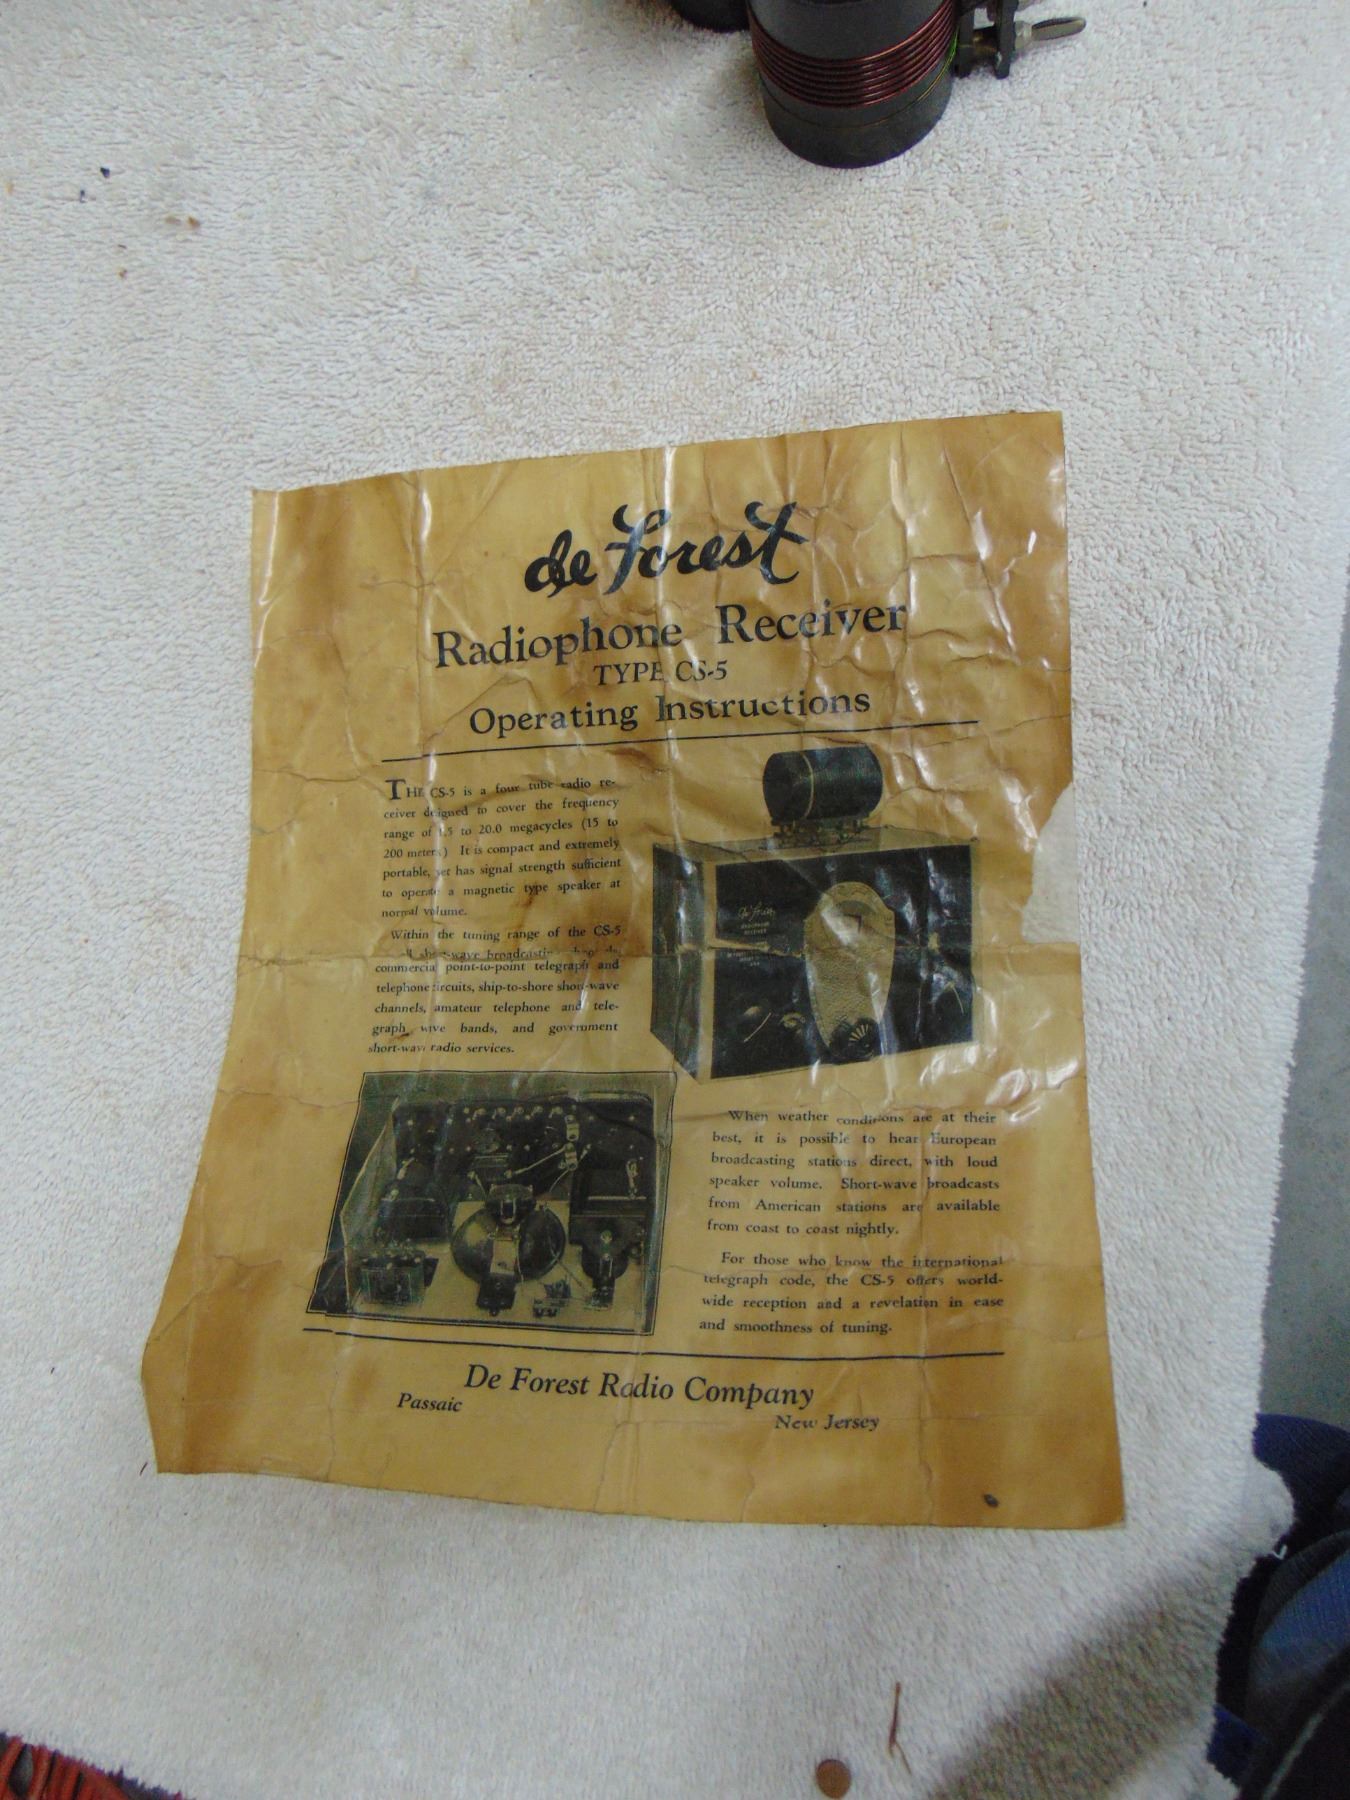 de Forest
Radiophone Receiver
TYPE CS-5
Operating Instructions
THE CS-5 is a four tube radio re-
ceiver designed to cover the frequency
range of 1.5 to 20.0 megacycles (15 to
200 meters) It is compact and extremely
portable, yet has signal strength sufficient
to operate a magnetic type speaker at
normal volume.
Within the tuning range of the CS-5
short-wave
commercial point-to-point telegraph and
telephone circuits, ship-to-shore short-wave
channels, amateur telephone and tele-
graph wave bands, and government
short-wave radio services.
de Forest
RADIOPHONE
RECEIVER
When weather conditions are at their
best, it is possible to hear European
broadcasting stations direct, with loud
speaker volume. Short-wave broadcasts
from American stations are available
from coast to coast nightly.
For those who know the international
telegraph code, the CS-5 offers world-
wide reception and a revelation in ease
and smoothness of tuning.
De Forest Radio Company
Passaic
New Jersey